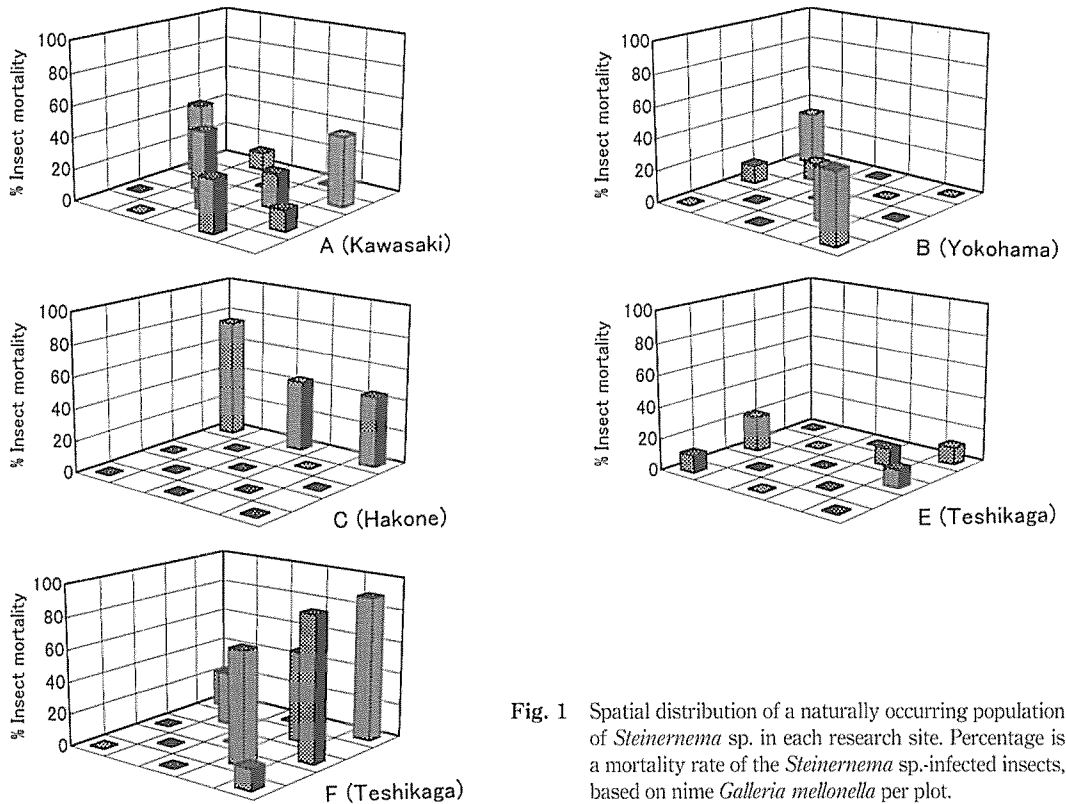 100
80
60
40
20
0
% Insect mortality
A (Kawasaki)
100
80
60
40
20
0
% Insect mortality
B (Yokohama)
100
80
60
40
20
0
% Insect mortality
C (Hakone)
100
80
60
40
20
0
% Insect mortality
E (Teshikaga)
100
80
60
40
20
0
% Insect mortality
F (Teshikaga)
Fig. 1 Spatial distribution of a naturally occurring population
of Steinernema sp. in each research site. Percentage is
a mortality rate of the Steinernema sp.-infected insects,
based on nime Galleria mellonella per plot.